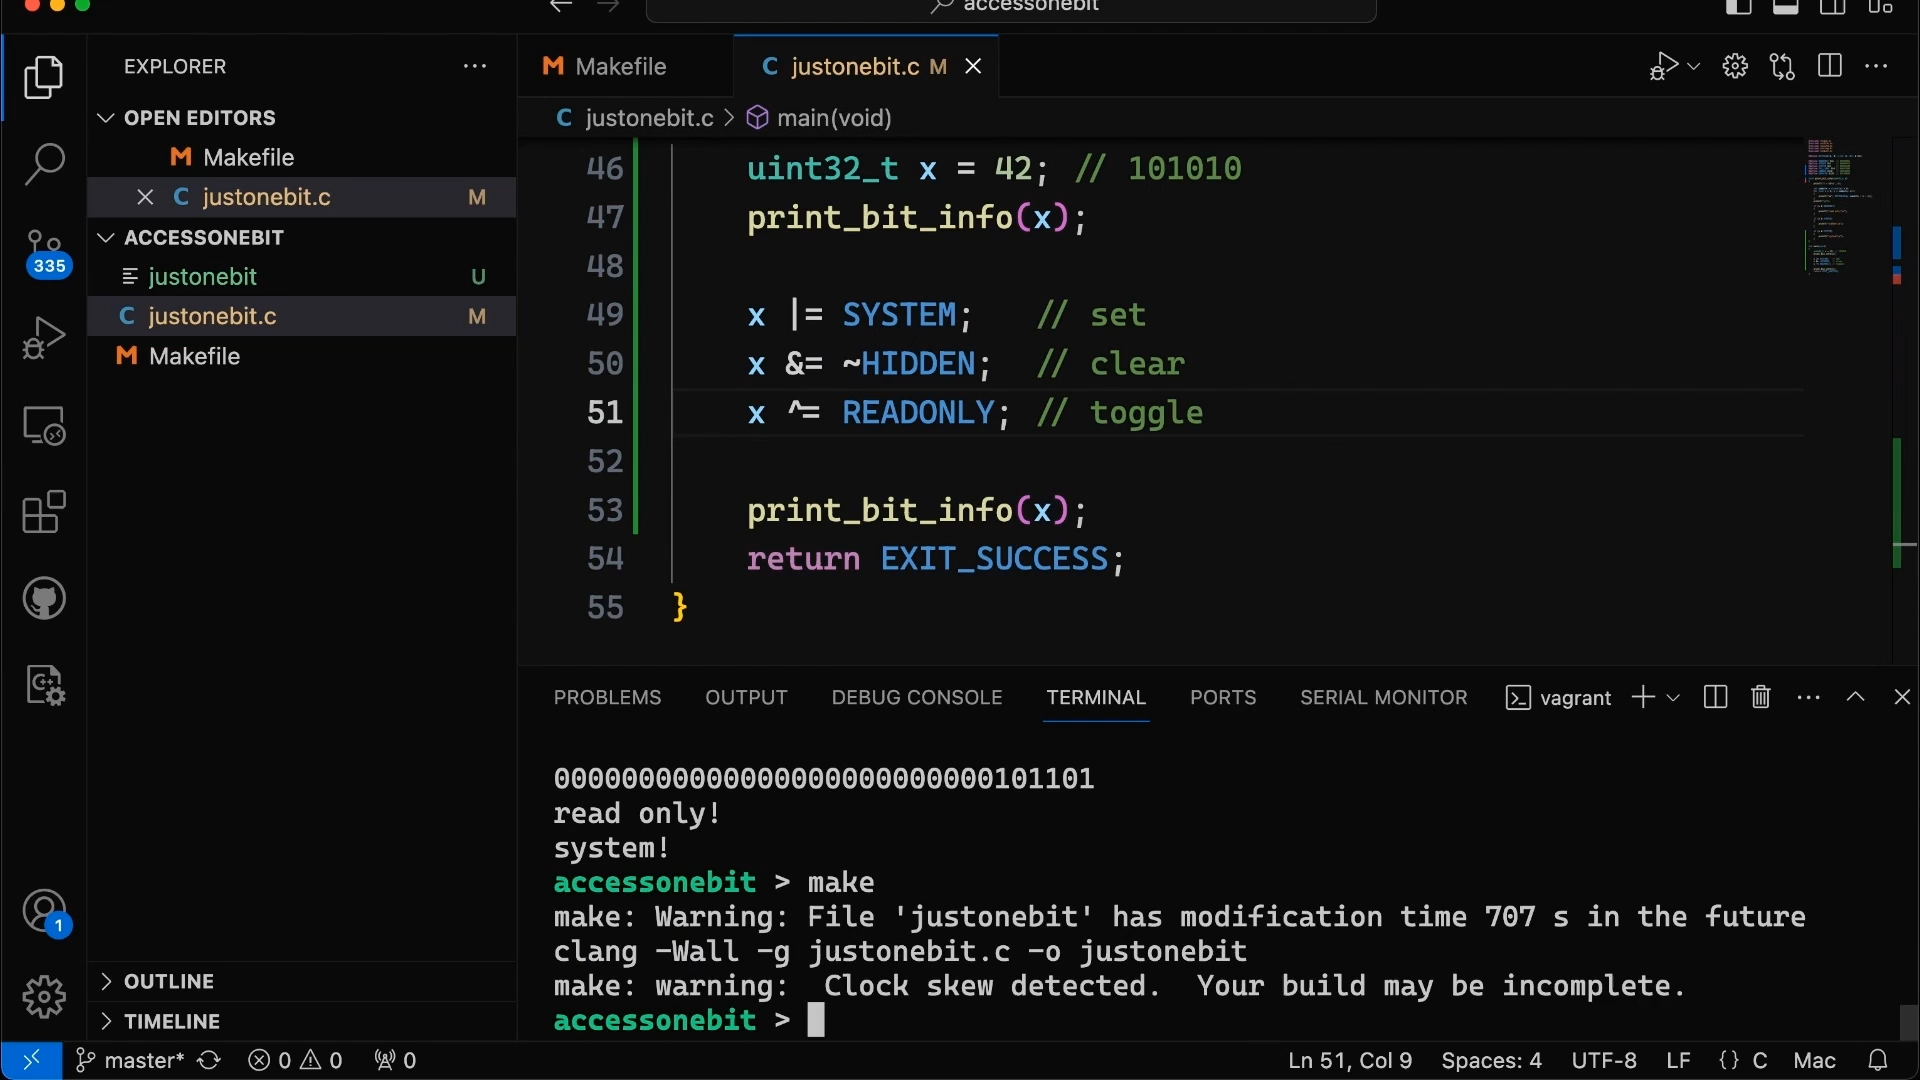 accessonebit
EXPLORER
Makefile
justonebit.c M
OPEN EDITORS
Makefile
justonebit.c M
ACCESSONEBIT
justonebit U
justonebit.c M
Makefile
335
1
OUTLINE
TIMELINE
justonebit.c > main(void)
46 uint32_t x = 42; // 101010
47 print_bit_info(x);
48
49 x |= SYSTEM; // set
50 x &= ~HIDDEN; // clear
51 x ^= READONLY; // toggle
52
53 print_bit_info(x);
54 return EXIT_SUCCESS;
55 }
PROBLEMS OUTPUT DEBUG CONSOLE TERMINAL PORTS SERIAL MONITOR vagrant
00000000000000000000000000101101
read only!
system!
accessonebit > make
make: Warning: File 'justonebit' has modification time 707 s in the future
clang -Wall -g justonebit.c -o justonebit
make: warning:  Clock skew detected.  Your build may be incomplete.
accessonebit >
master* 0 0 0 Ln 51, Col 9 Spaces: 4 UTF-8 LF {} C Mac